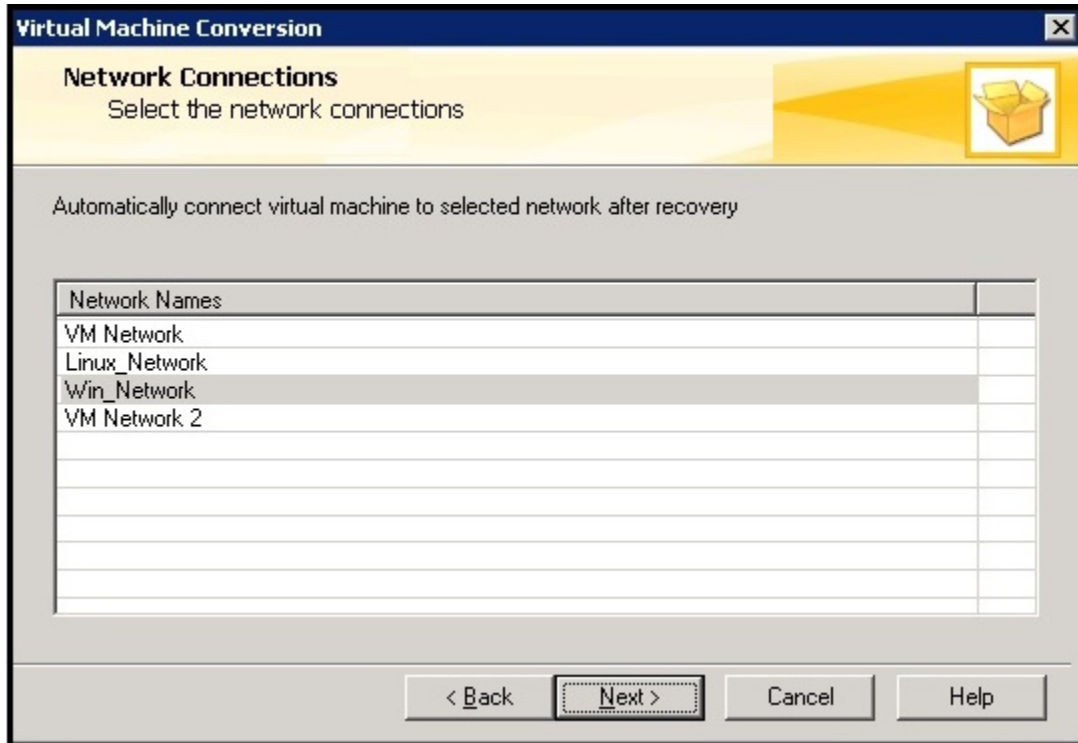 Virtual Machine Conversion
Network Connections
Select the network connections
Automatically connect virtual machine to selected network after recovery
Network Names
VM Network
Linux_Network
Win_Network
VM Network 2
< Back Next > Cancel Help